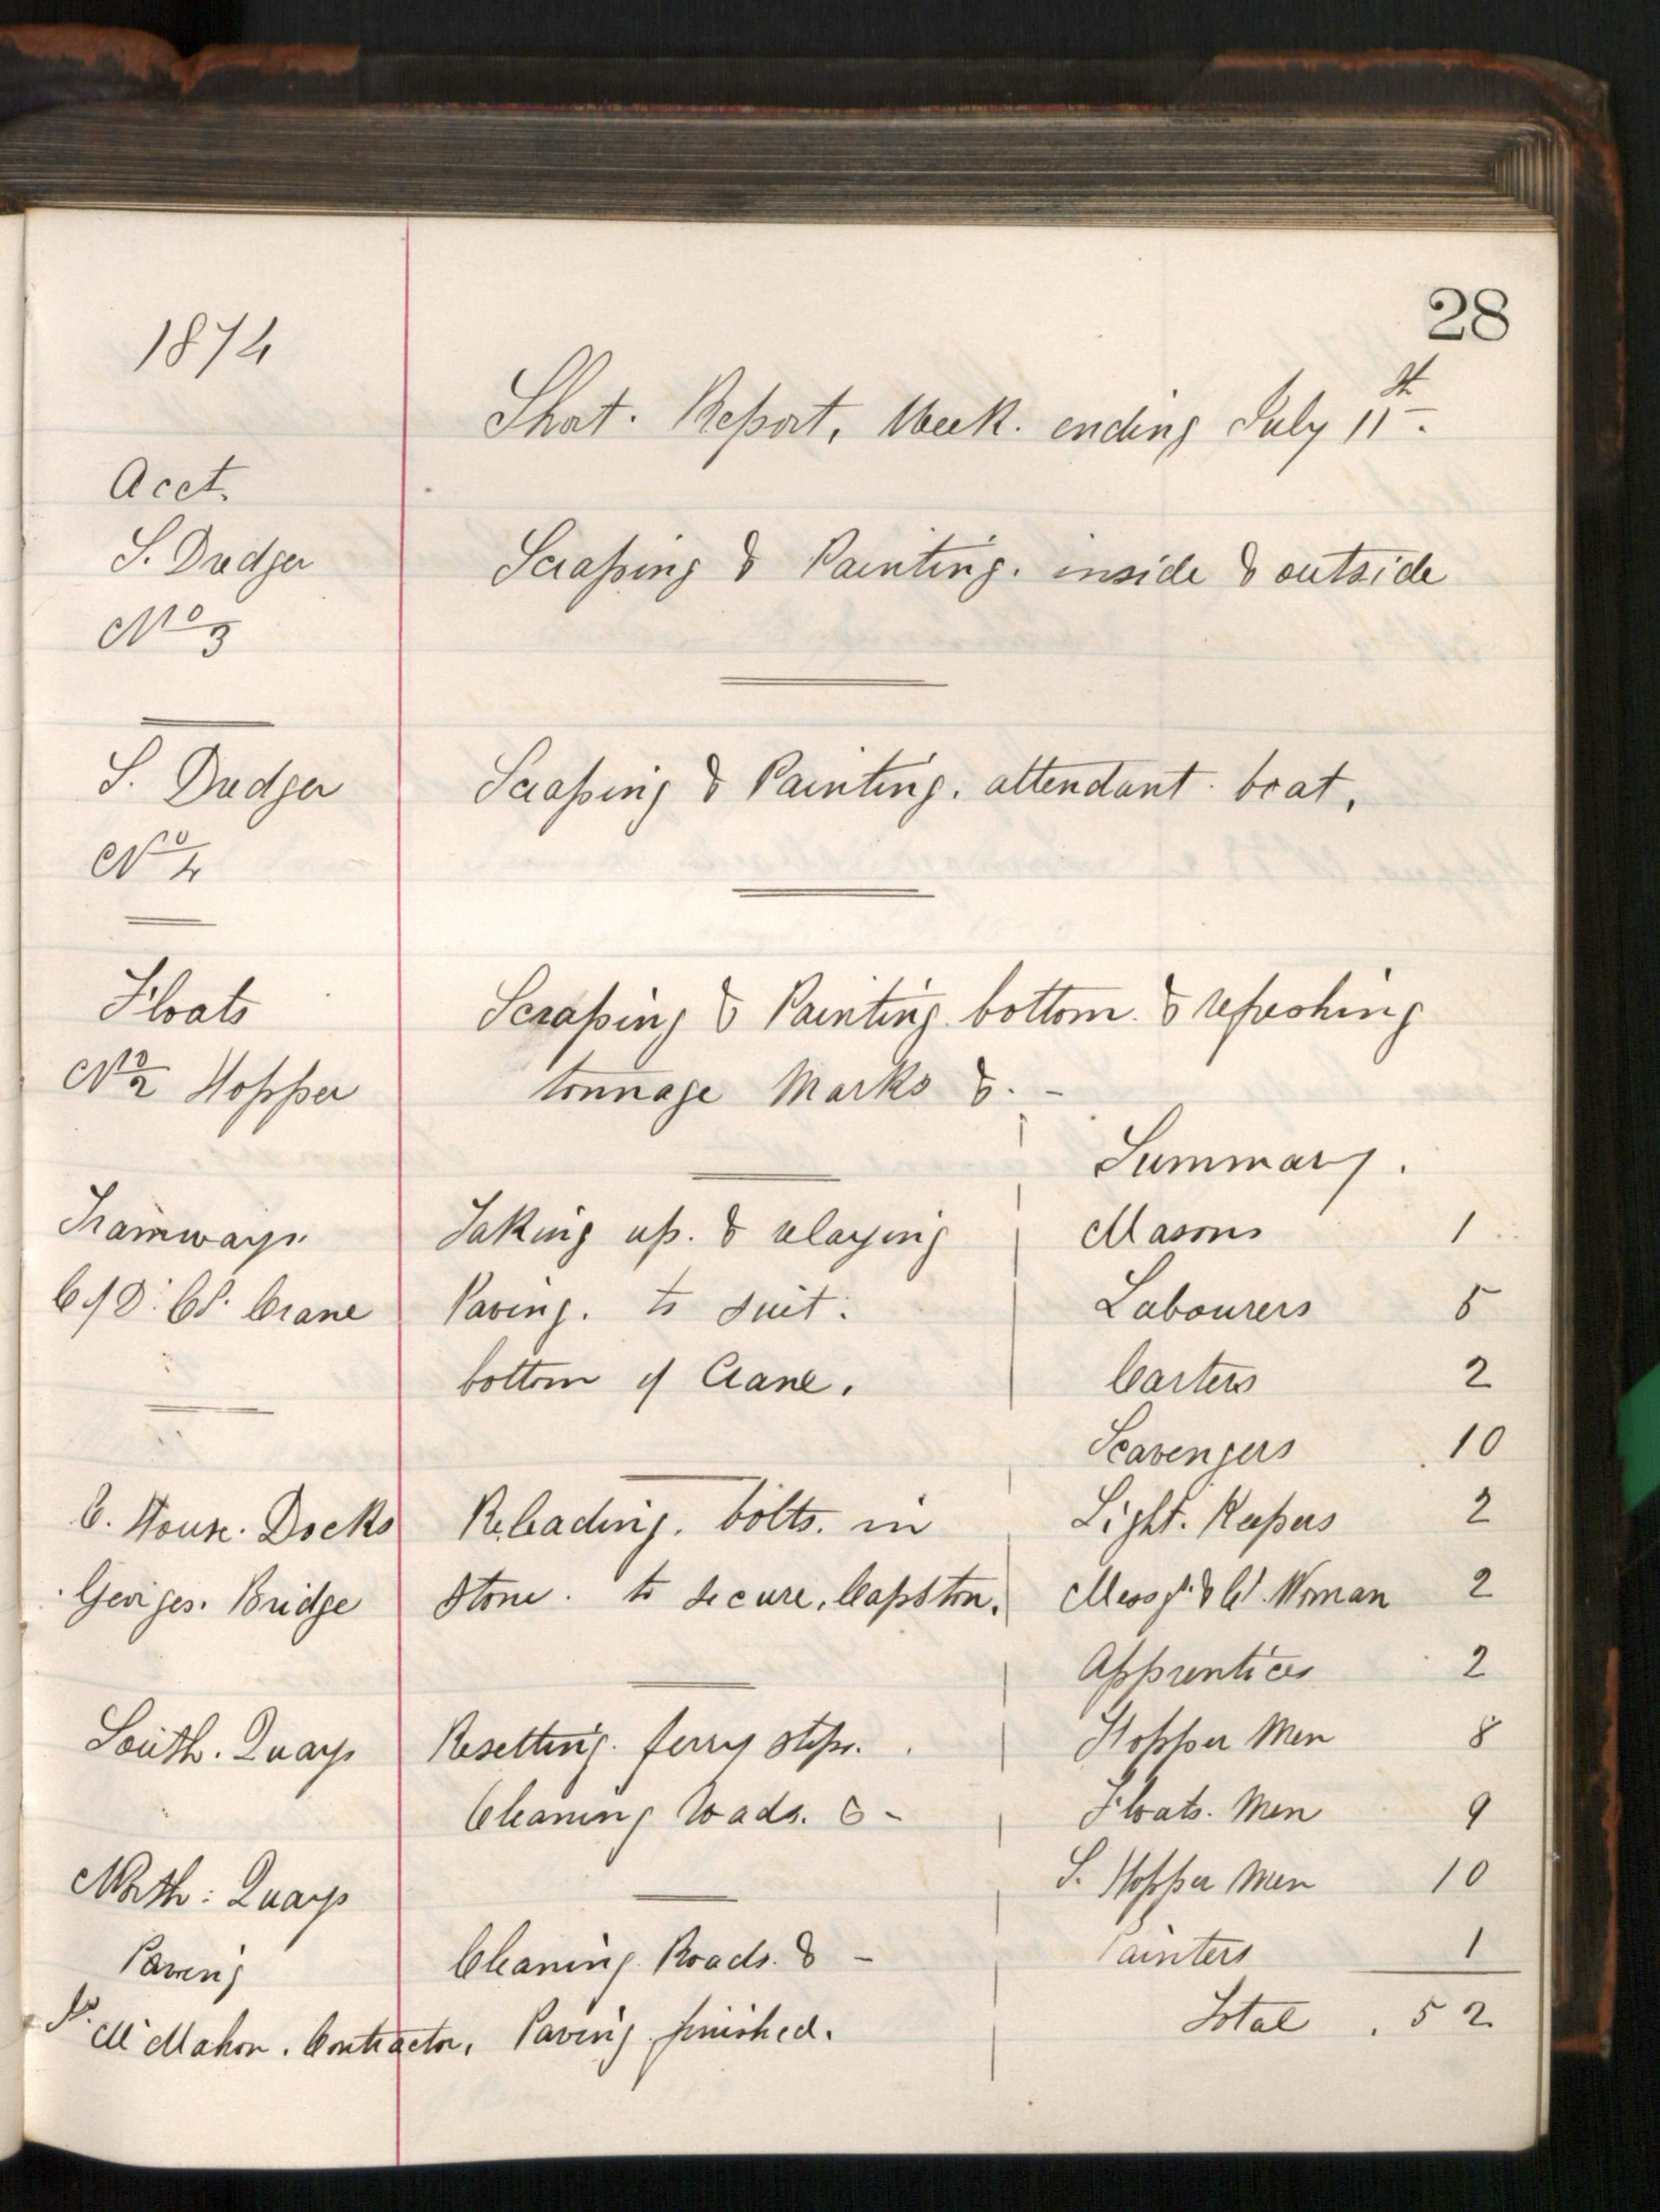 28
1874
Short. Report, Week. ending July 11th.
Acct.
S. Dredger
No 3
Scraping & Painting. inside & outside
S. Dredger
No 4
Scraping & Painting. attendant. boat.
Floats
No 2 Hopper
Scraping & Painting bottom. & refreshing
tonnage Marks &. -
Tramways.
Taking up. & relaying
Paving. to suit.
bottom of Crane.
Crane
C. House. Docks
Georges. Bridge
Releading. bolts. in
Stone. to secure. Capston.
South. Quays
Resetting. ferry steps.
Cleaning Roads. & -
North: Quays
Cleaning. Roads. & -
Paving
McMahon. Contractor. Paving finished.
Summary.
Masons 1
Labourers 5
Carters 2
Scavengers 10
Light. Keepers 2
Messr. & Cl. Woman 2
Apprentices 2
Hopper Men 8
Floats. Men 9
S. Hopper Men 10
Painters 1
Total 52